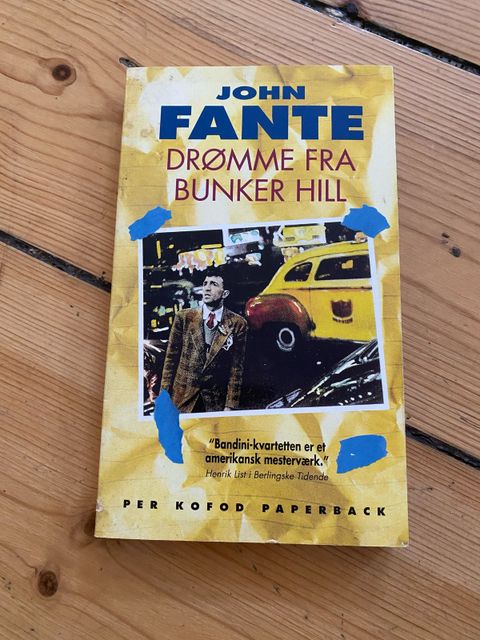 JOHN
FANTE
DRØMME FRA
BUNKER HILL
"Bandini-kvartetten er et
amerikansk mesterværk."
Henrik List i Berlingske Tidende
PER KOFOD PAPERBACK